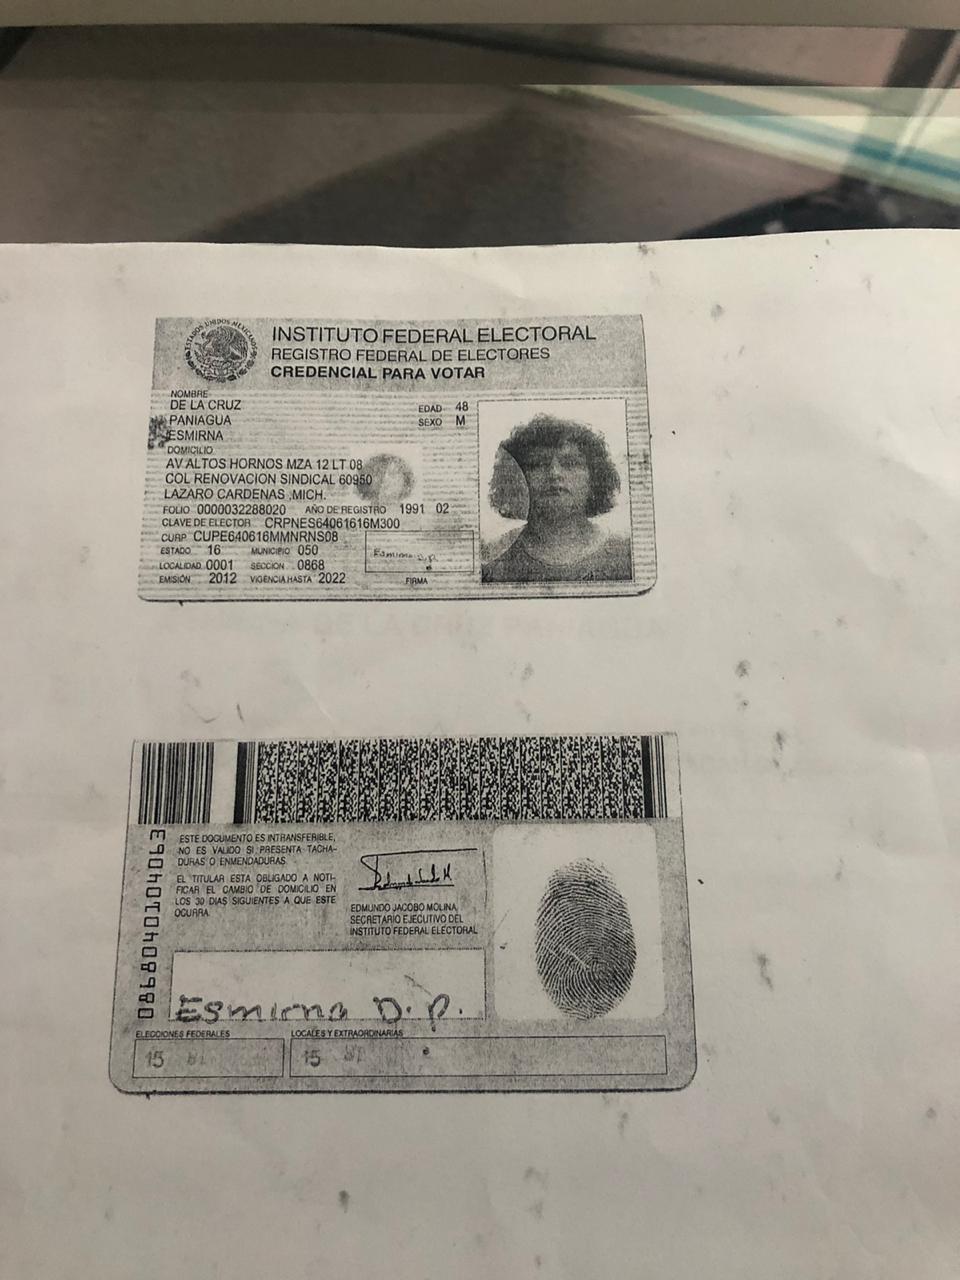 ESTADOS UNIDOS MEXICANOS
INSTITUTO FEDERAL ELECTORAL
REGISTRO FEDERAL DE ELECTORES
CREDENCIAL PARA VOTAR
NOMBRE
DE LA CRUZ
PANIAGUA
ESMIRNA
EDAD 48
SEXO M
DOMICILIO
AV ALTOS HORNOS MZA 12 LT 08
COL RENOVACION SINDICAL 60950
LAZARO CARDENAS ,MICH.
FOLIO 0000032288020 AÑO DE REGISTRO 1991 02
CLAVE DE ELECTOR CRPNES64061616M300
CURP CUPE640616MMNRNS08
ESTADO 16 MUNICIPIO 050
LOCALIDAD 0001 SECCION 0868
EMISIÓN 2012 VIGENCIA HASTA 2022
Esmirna D.P.
FIRMA
0868040104063
ESTE DOCUMENTO ES INTRANSFERIBLE,
NO ES VALIDO SI PRESENTA TACHA-
DURAS O ENMENDADURAS.
EL TITULAR ESTA OBLIGADO A NOTI-
FICAR EL CAMBIO DE DOMICILIO EN
LOS 30 DIAS SIGUIENTES A QUE ESTE
OCURRA.
EDMUNDO JACOBO MOLINA,
SECRETARIO EJECUTIVO DEL
INSTITUTO FEDERAL ELECTORAL
Esmirna D. P.
ELECCIONES FEDERALES
LOCALES Y EXTRAORDINARIAS
15
15